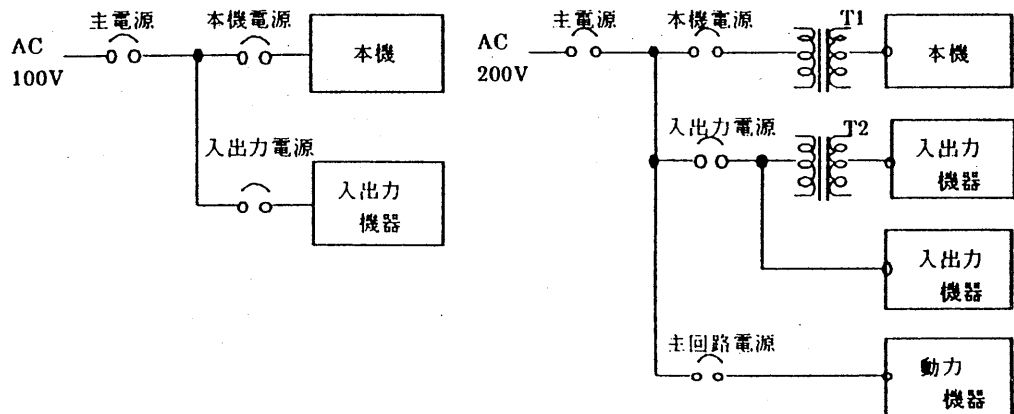 主電源
本機電源
AC
100V
本機
入出力電源
入出力
機器
主電源
本機電源
T1
AC
200V
本機
入出力電源
T2
入出力
機器
入出力
機器
主回路電源
動力
機器